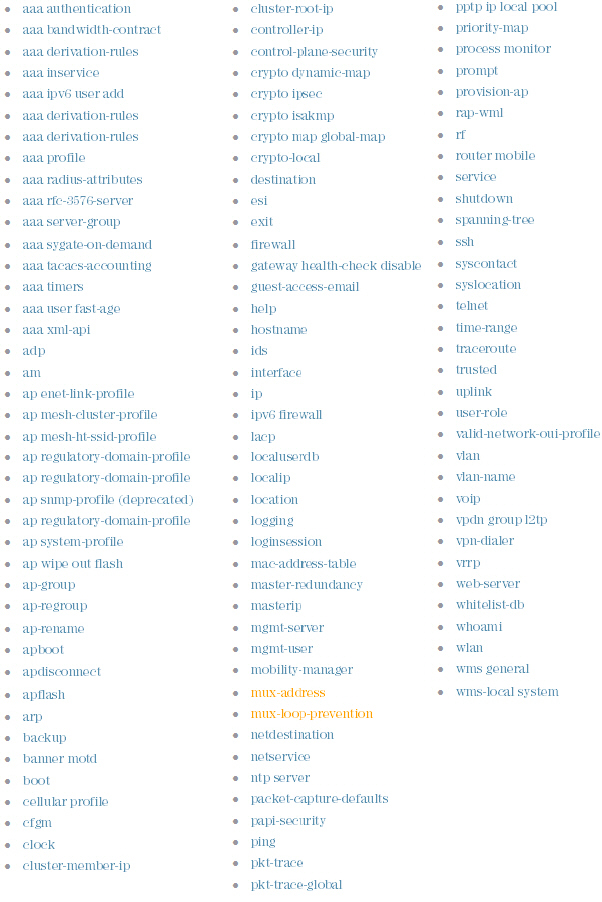 aaa authentication
aaa bandwidth-contract
aaa derivation-rules
aaa inservice
aaa ipv6 user add
aaa derivation-rules
aaa derivation-rules
aaa profile
aaa radius-attributes
aaa rfc-3576-server
aaa server-group
aaa sygate-on-demand
aaa tacacs-accounting
aaa timers
aaa user fast-age
aaa xml-api
adp
am
ap enet-link-profile
ap mesh-cluster-profile
ap mesh-ht-ssid-profile
ap regulatory-domain-profile
ap regulatory-domain-profile
ap snmp-profile (deprecated)
ap regulatory-domain-profile
ap system-profile
ap wipe out flash
ap-group
ap-regroup
ap-rename
apboot
apdisconnect
apflash
arp
backup
banner motd
boot
cellular profile
cfgm
clock
cluster-member-ip
cluster-root-ip
controller-ip
control-plane-security
crypto dynamic-map
crypto ipsec
crypto isakmp
crypto map global-map
crypto-local
destination
esi
exit
firewall
gateway health-check disable
guest-access-email
help
hostname
ids
interface
ip
ipv6 firewall
lacp
localuserdb
localip
location
logging
loginsession
mac-address-table
master-redundancy
masterip
mgmt-server
mgmt-user
mobility-manager
mux-address
mux-loop-prevention
netdestination
netservice
ntp server
packet-capture-defaults
papi-security
ping
pkt-trace
pkt-trace-global
pptp ip local pool
priority-map
process monitor
prompt
provision-ap
rap-wml
rf
router mobile
service
shutdown
spanning-tree
ssh
syscontact
syslocation
telnet
time-range
traceroute
trusted
uplink
user-role
valid-network-oui-profile
vlan
vlan-name
voip
vpdn group l2tp
vpn-dialer
vrrp
web-server
whitelist-db
whoami
wlan
wms general
wms-local system